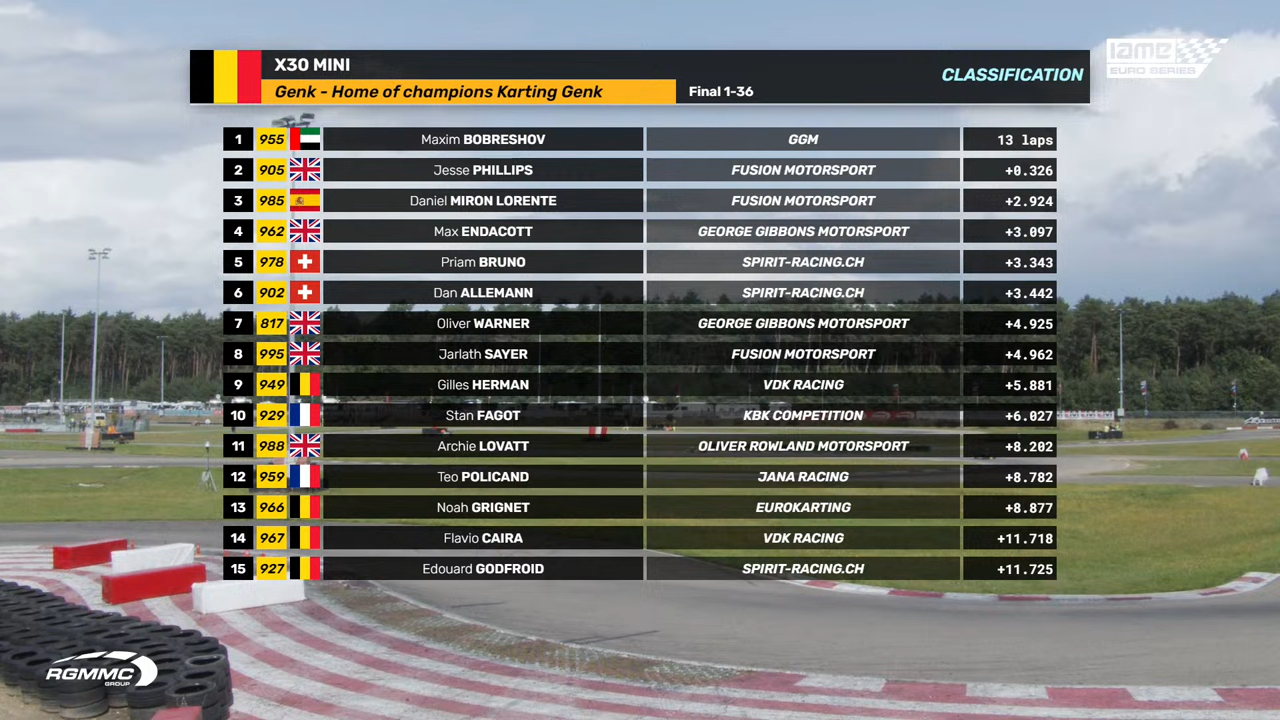 X30 MINI
Genk - Home of champions Karting Genk
Final 1-36
CLASSIFICATION
iame
EURO SERIES
1 955 Maxim BOBRESHOV GGM 13 laps
2 905 Jesse PHILLIPS FUSION MOTORSPORT +0.326
3 985 Daniel MIRON LORENTE FUSION MOTORSPORT +2.924
4 962 Max ENDACOTT GEORGE GIBBONS MOTORSPORT +3.097
5 978 Priam BRUNO SPIRIT-RACING.CH +3.343
6 902 Dan ALLEMANN SPIRIT-RACING.CH +3.442
7 817 Oliver WARNER GEORGE GIBBONS MOTORSPORT +4.925
8 995 Jarlath SAYER FUSION MOTORSPORT +4.962
9 949 Gilles HERMAN VDK RACING +5.881
10 929 Stan FAGOT KBK COMPETITION +6.027
11 988 Archie LOVATT OLIVER ROWLAND MOTORSPORT +8.202
12 959 Teo POLICAND JANA RACING +8.782
13 966 Noah GRIGNET EUROKARTING +8.877
14 967 Flavio CAIRA VDK RACING +11.718
15 927 Edouard GODFROID SPIRIT-RACING.CH +11.725
RGMMC
GROUP